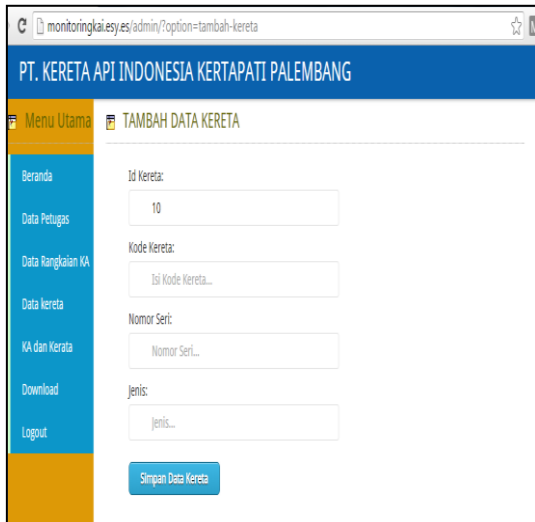 monitoringkai.esy.es/admin/?option=tambah-kereta
PT. KERETA API INDONESIA KERTAPATI PALEMBANG
Menu Utama
TAMBAH DATA KERETA
Beranda
Data Petugas
Data Rangkaian KA
Data kereta
KA dan Kerata
Download
Logout
Id Kereta:
10
Kode Kereta:
Isi Kode Kereta...
Nomor Seri:
Nomor Seri...
Jenis:
Jenis...
Simpan Data Kereta